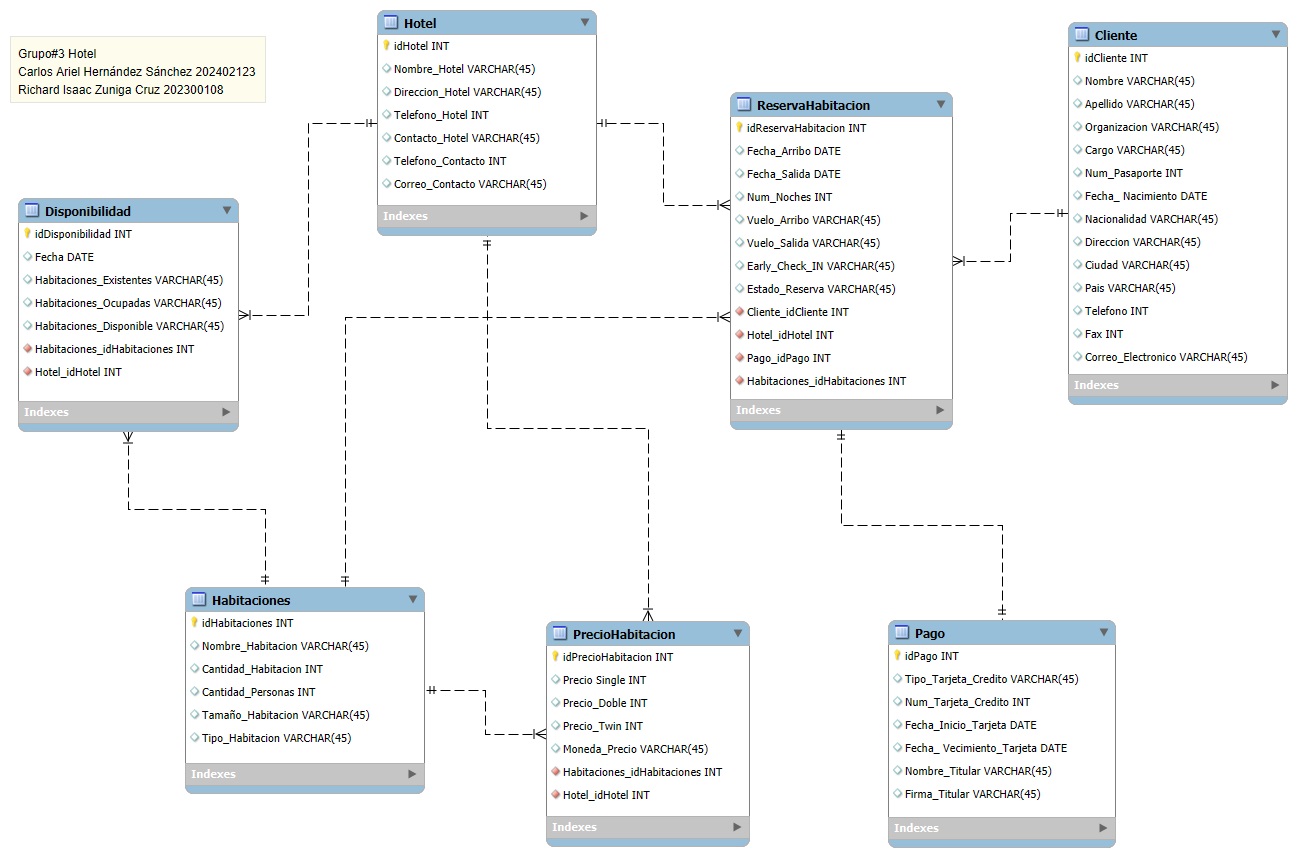 Grupo#3 Hotel
Carlos Ariel Hernández Sánchez 202402123
Richard Isaac Zuniga Cruz 202300108
Hotel
idHotel INT
Nombre_Hotel VARCHAR(45)
Direccion_Hotel VARCHAR(45)
Telefono_Hotel INT
Contacto_Hotel VARCHAR(45)
Telefono_Contacto INT
Correo_Contacto VARCHAR(45)
Indexes
Cliente
idCliente INT
Nombre VARCHAR(45)
Apellido VARCHAR(45)
Organizacion VARCHAR(45)
Cargo VARCHAR(45)
Num_Pasaporte INT
Fecha_ Nacimiento DATE
Nacionalidad VARCHAR(45)
Direccion VARCHAR(45)
Ciudad VARCHAR(45)
Pais VARCHAR(45)
Telefono INT
Fax INT
Correo_Electronico VARCHAR(45)
Indexes
ReservaHabitacion
idReservaHabitacion INT
Fecha_Arribo DATE
Fecha_Salida DATE
Num_Noches INT
Vuelo_Arribo VARCHAR(45)
Vuelo_Salida VARCHAR(45)
Early_Check_IN VARCHAR(45)
Estado_Reserva VARCHAR(45)
Cliente_idCliente INT
Hotel_idHotel INT
Pago_idPago INT
Habitaciones_idHabitaciones INT
Indexes
Disponibilidad
idDisponibilidad INT
Fecha DATE
Habitaciones_Existentes VARCHAR(45)
Habitaciones_Ocupadas VARCHAR(45)
Habitaciones_Disponible VARCHAR(45)
Habitaciones_idHabitaciones INT
Hotel_idHotel INT
Indexes
Habitaciones
idHabitaciones INT
Nombre_Habitacion VARCHAR(45)
Cantidad_Habitacion INT
Cantidad_Personas INT
Tamaño_Habitacion VARCHAR(45)
Tipo_Habitacion VARCHAR(45)
Indexes
PrecioHabitacion
idPrecioHabitacion INT
Precio Single INT
Precio_Doble INT
Precio_Twin INT
Moneda_Precio VARCHAR(45)
Habitaciones_idHabitaciones INT
Hotel_idHotel INT
Indexes
Pago
idPago INT
Tipo_Tarjeta_Credito VARCHAR(45)
Num_Tarjeta_Credito INT
Fecha_Inicio_Tarjeta DATE
Fecha_ Vecimiento_Tarjeta DATE
Nombre_Titular VARCHAR(45)
Firma_Titular VARCHAR(45)
Indexes